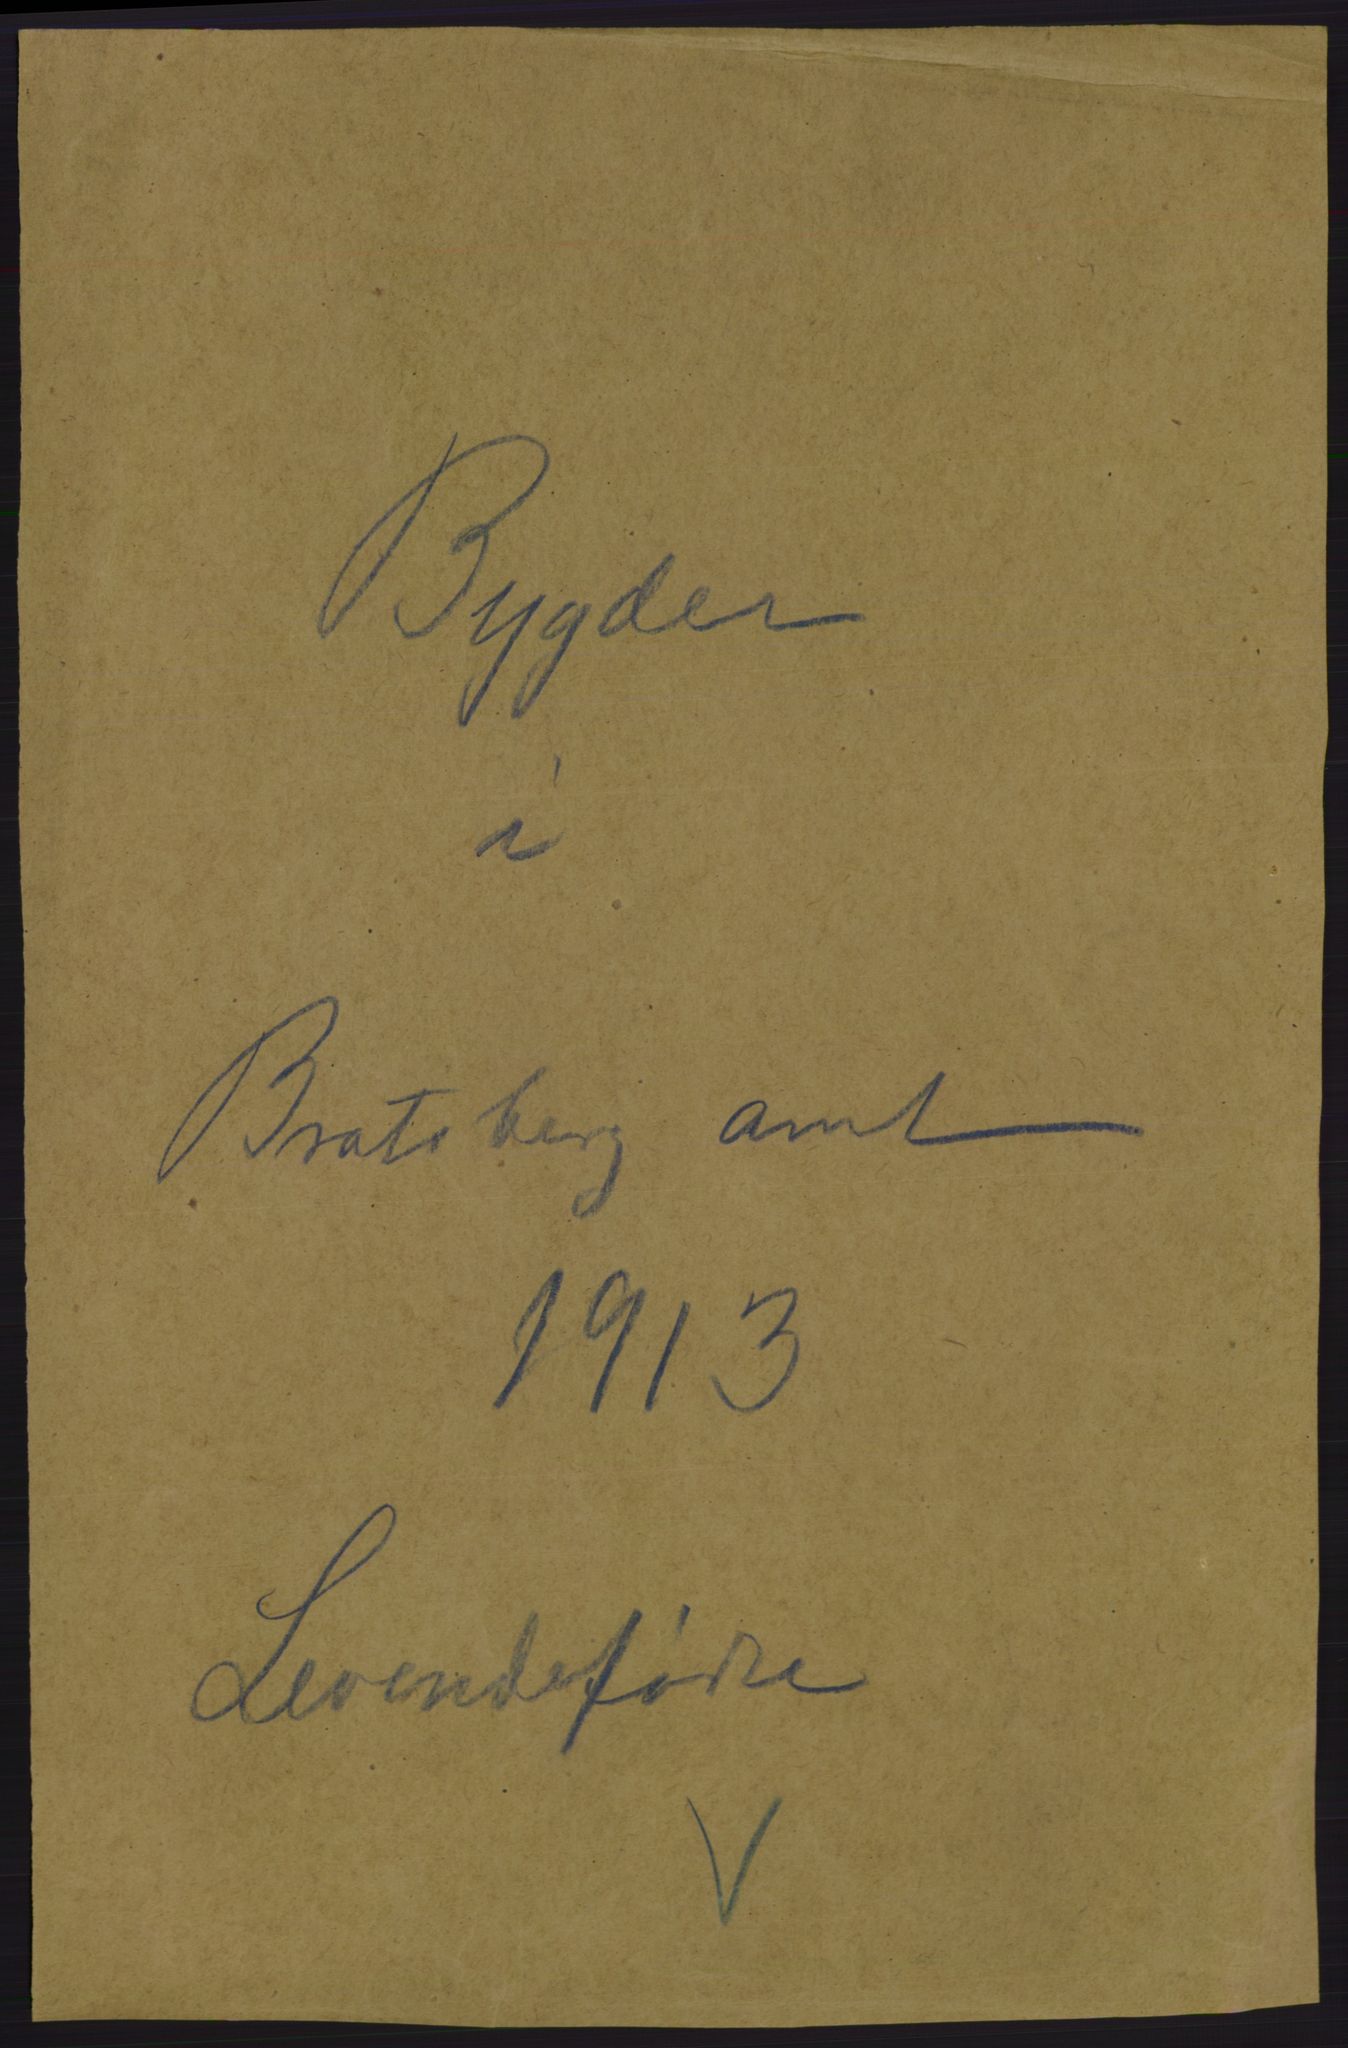 Bygder
i
Bratsberg amt
1913
Levendefødte
V